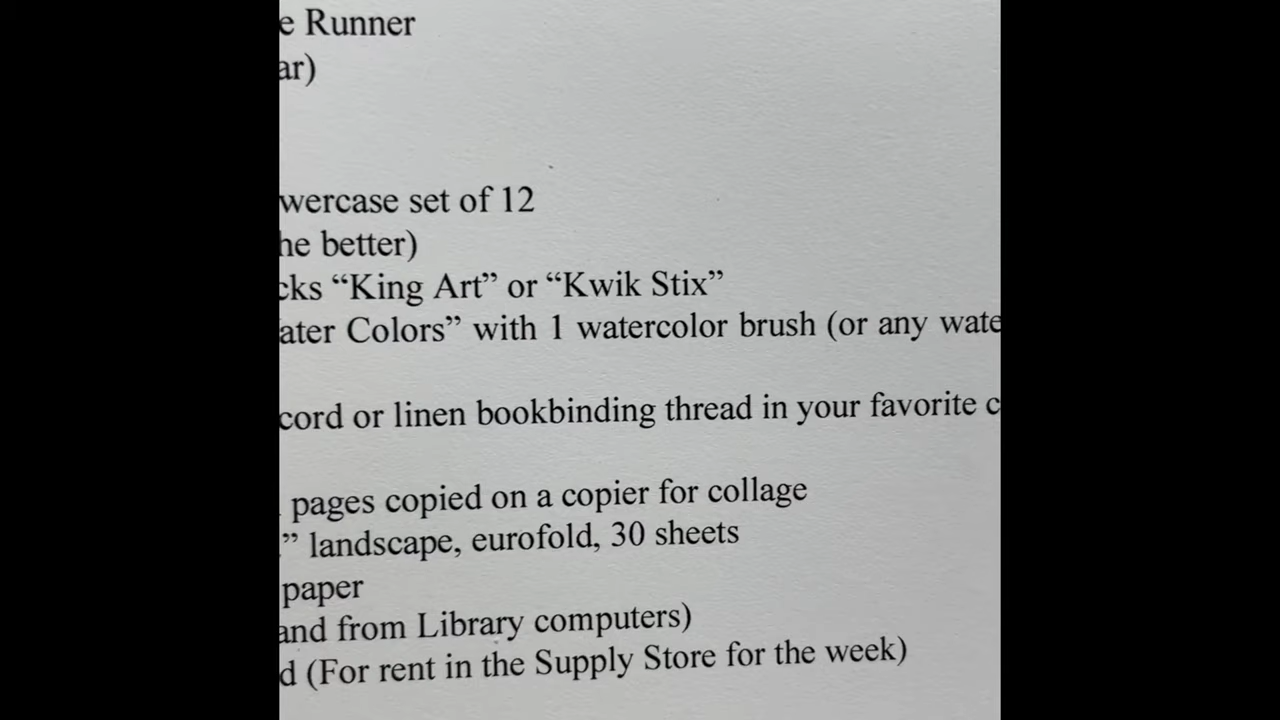 e Runner
ar)
wercase set of 12
he better)
cks “King Art” or “Kwik Stix”
ater Colors” with 1 watercolor brush (or any wate
cord or linen bookbinding thread in your favorite c
pages copied on a copier for collage
” landscape, eurofold, 30 sheets
paper
and from Library computers)
d (For rent in the Supply Store for the week)